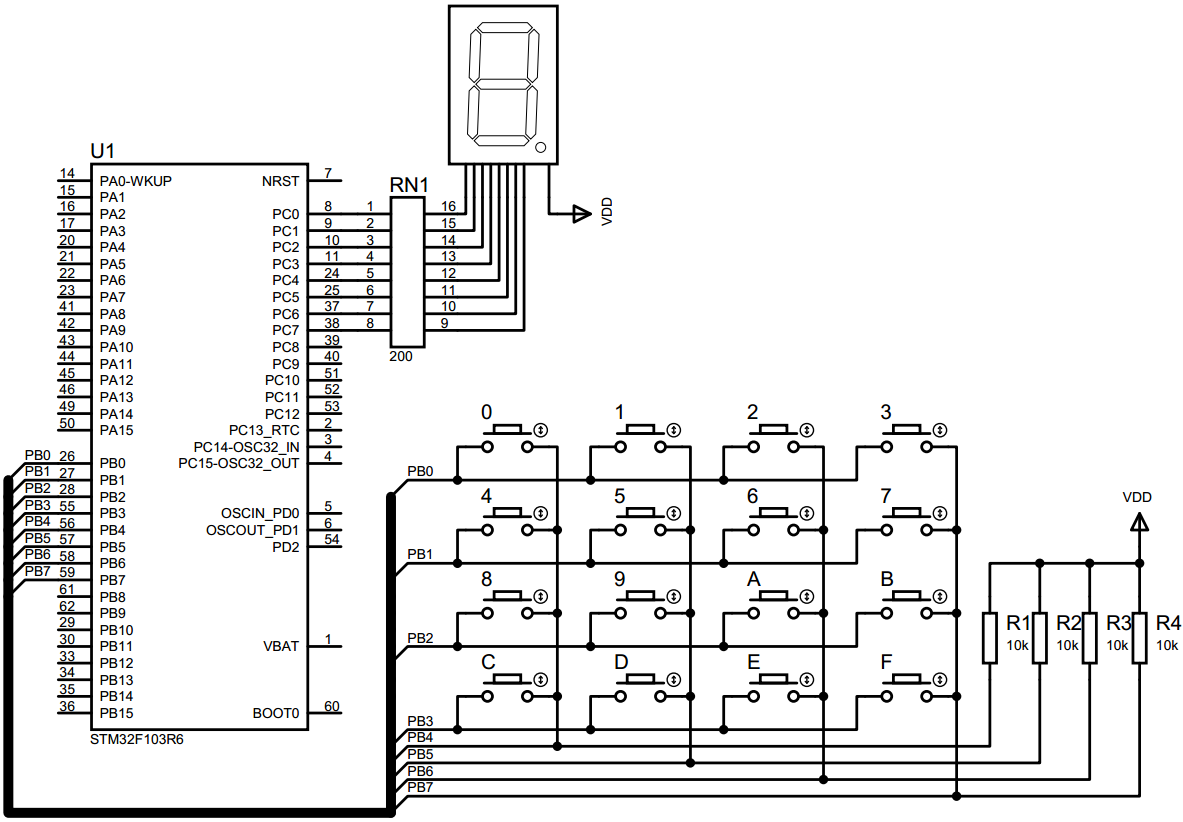 U1
14 PA0-WKUP NRST 7
15 PA1
16 PA2 PC0 8 1
17 PA3 PC1 9 2
20 PA4 PC2 10 3
21 PA5 PC3 11 4
22 PA6 PC4 24 5
23 PA7 PC5 25 6
41 PA8 PC6 37 7
42 PA9 PC7 38 8
43 PA10 PC8 39
44 PA11 PC9 40
45 PA12 PC10 51
46 PA13 PC11 52
49 PA14 PC12 53
50 PA15 PC13_RTC 2
PC14-OSC32_IN 3
PB0 26 PB0 PC15-OSC32_OUT 4
PB1 27 PB1
PB2 28 PB2
PB3 55 PB3 OSCIN_PD0 5
PB4 56 PB4 OSCOUT_PD1 6
PB5 57 PB5 PD2 54
PB6 58 PB6
PB7 59 PB7
61 PB8
62 PB9
29 PB10
30 PB11 VBAT 1
33 PB12
34 PB13
35 PB14
36 PB15 BOOT0 60
STM32F103R6
RN1
16
15
14
13
12
11
10
9
200
VDD
0 1 2 3
PB0
4 5 6 7
PB1
8 9 A B
PB2
C D E F
PB3
PB4
PB5
PB6
PB7
VDD
R1 R2 R3 R4
10k 10k 10k 10k